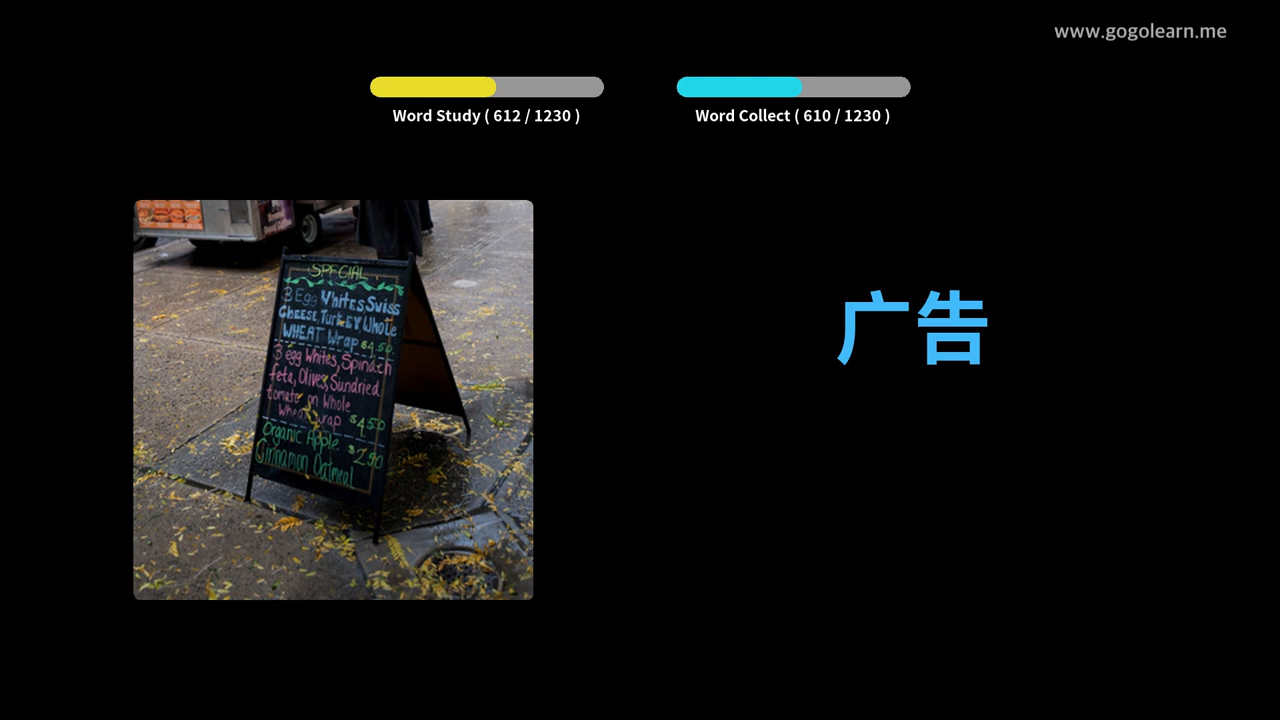 www.gogolearn.me
Word Study ( 612 / 1230 )
Word Collect ( 610 / 1230 )
SPECIAL
3 Egg Whites, Swiss
Cheese, Turkey Whole
WHEAT Wrap $4.50
3 egg Whites, Spinach
feta, Olives, Sundried
tomato on Whole
Wheat Wrap $4.50
Organic Apple
Cinnamon Oatmeal $2.50
广告